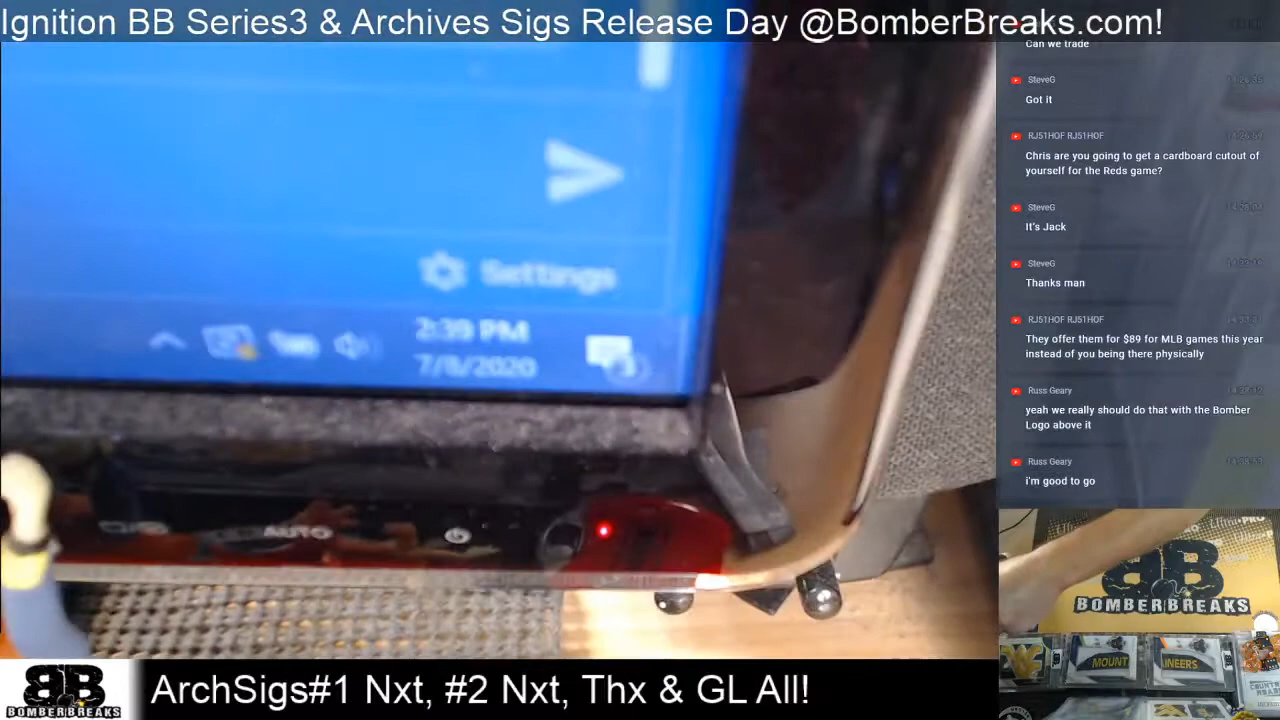 Ignition BB Series3 & Archives Sigs Release Day @BomberBreaks.com!
Can we trade
SteveG
Got it
RJ51HOF RJ51HOF
Chris are you going to get a cardboard cutout of
yourself for the Reds game?
SteveG
It's Jack
SteveG
Thanks man
RJ51HOF RJ51HOF
They offer them for $89 for MLB games this year
instead of you being there physically
Russ Geary
yeah we really should do that with the Bomber
Logo above it
Russ Geary
i'm good to go
Settings
2:39 PM
7/8/2020
AUTO
BB
BOMBERBREAKS
MOUNT
AINEERS
BB
BOMBERBREAKS
ArchSigs#1 Nxt, #2 Nxt, Thx & GL All!